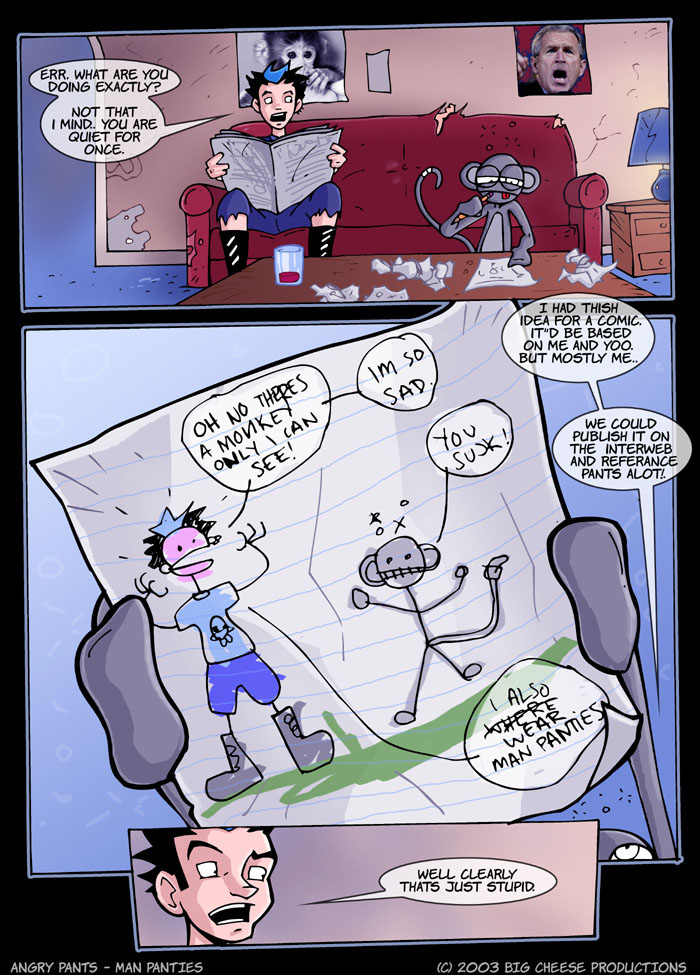 ERR. WHAT ARE YOU
DOING EXACTLY?
NOT THAT
I MIND.. YOU ARE
QUIET FOR
ONCE.
I HAD THISH
IDEA FOR A COMIC.
IT"D BE BASED
ON ME AND YOO.
BUT MOSTLY ME..
WE COULD
PUBLISH IT ON
THE INTERWEB
AND REFERANCE
PANTS ALOT!.
OH NO THERES
A MONKEY
ONLY I CAN
SEE!
IM SO
SAD.
YOU
SUCK!
I ALSO
WHERE
WEAR
MAN PANTIES
WELL CLEARLY
THATS JUST STUPID.
ANGRY PANTS - MAN PANTIES
(C) 2003 BIG CHEESE PRODUCTIONS